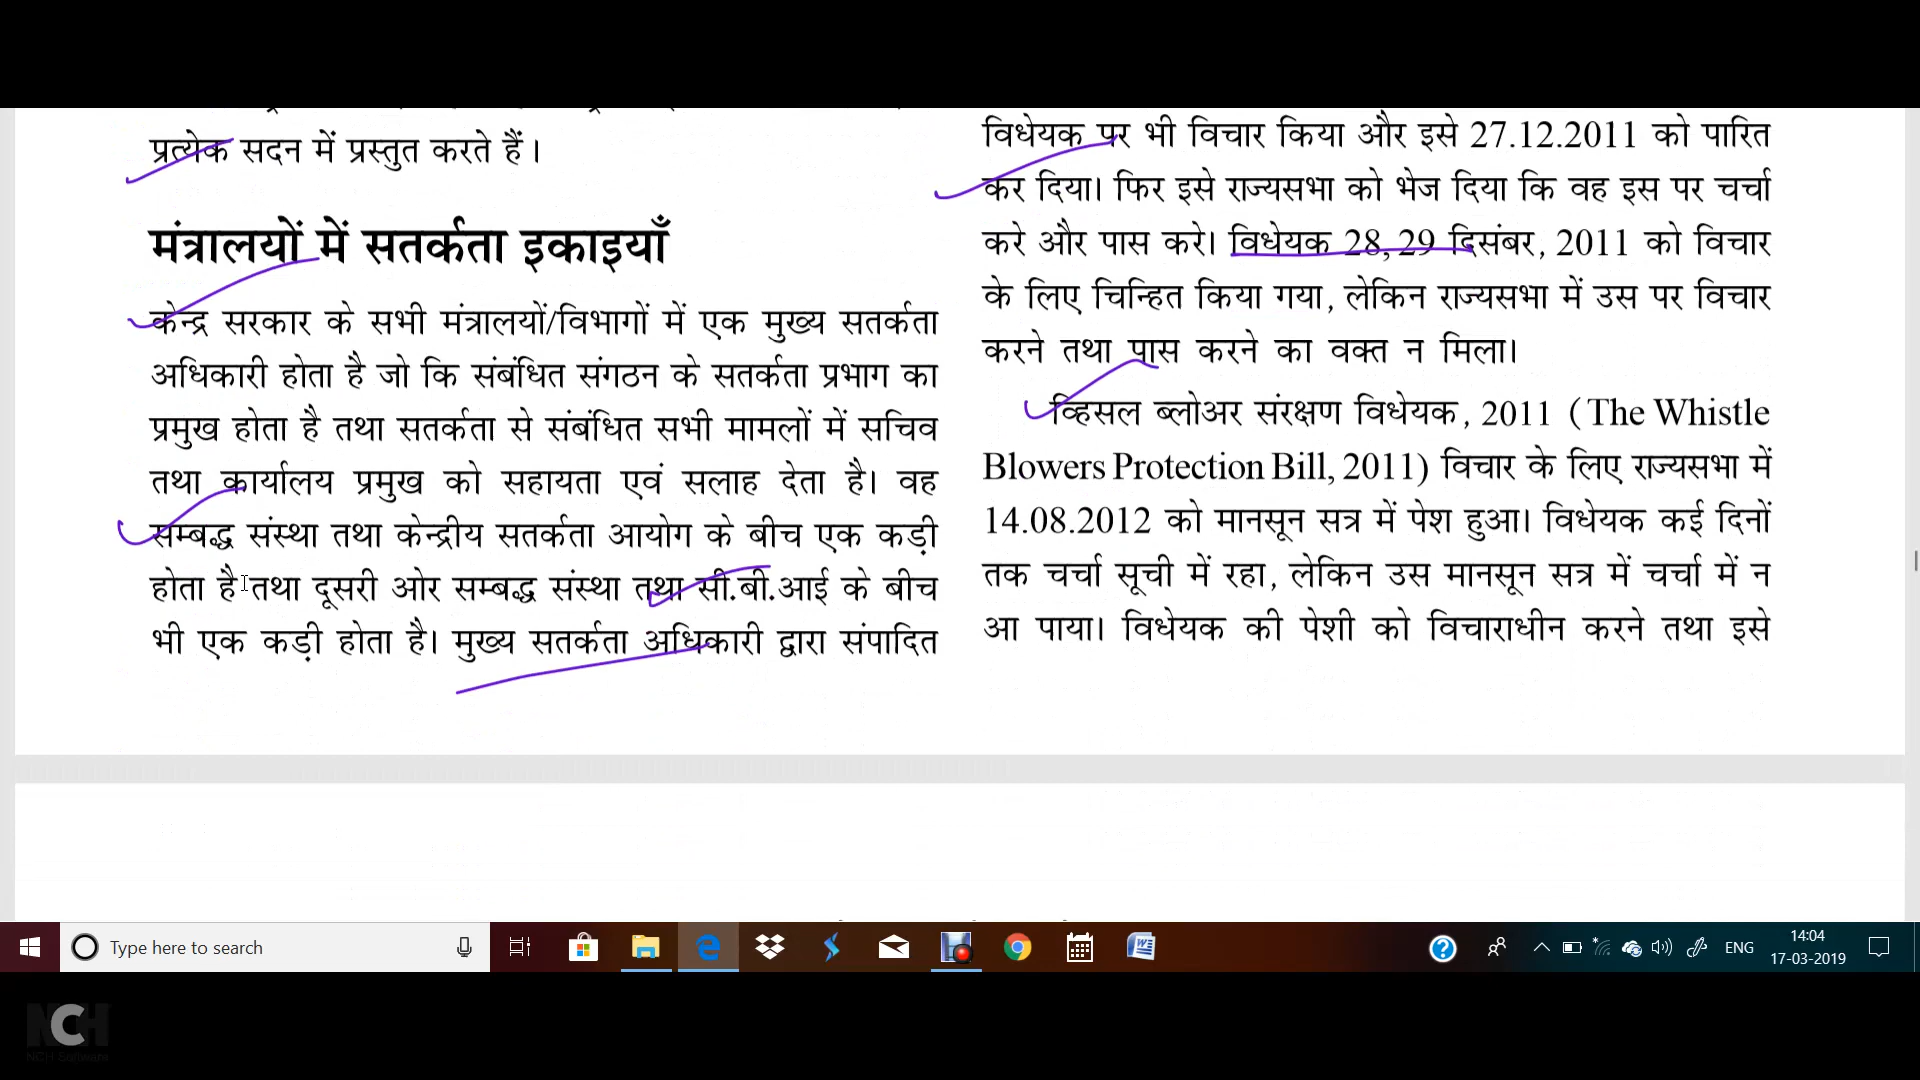 प्रत्येक सदन में प्रस्तुत करते हैं।
मंत्रालयों में सतर्कता इकाइयाँ
केन्द्र सरकार के सभी मंत्रालयों/विभागों में एक मुख्य सतर्कता
अधिकारी होता है जो कि संबंधित संगठन के सतर्कता प्रभाग का
प्रमुख होता है तथा सतर्कता से संबंधित सभी मामलों में सचिव
तथा कार्यालय प्रमुख को सहायता एवं सलाह देता है। वह
सम्बद्ध संस्था तथा केन्द्रीय सतर्कता आयोग के बीच एक कड़ी
होता है तथा दूसरी ओर सम्बद्ध संस्था तथा सी.बी.आई के बीच
भी एक कड़ी होता है। मुख्य सतर्कता अधिकारी द्वारा संपादित
विधेयक पर भी विचार किया और इसे 27.12.2011 को पारित
कर दिया। फिर इसे राज्यसभा को भेज दिया कि वह इस पर चर्चा
करे और पास करे। विधेयक 28, 29 दिसंबर, 2011 को विचार
के लिए चिन्हित किया गया, लेकिन राज्यसभा में उस पर विचार
करने तथा पास करने का वक्त न मिला।
व्हिसल ब्लोअर संरक्षण विधेयक, 2011 (The Whistle
Blowers Protection Bill, 2011) विचार के लिए राज्यसभा में
14.08.2012 को मानसून सत्र में पेश हुआ। विधेयक कई दिनों
तक चर्चा सूची में रहा, लेकिन उस मानसून सत्र में चर्चा में न
आ पाया। विधेयक की पेशी को विचाराधीन करने तथा इसे
Type here to search
ENG
14:04
17-03-2019
NCH
NCH Software